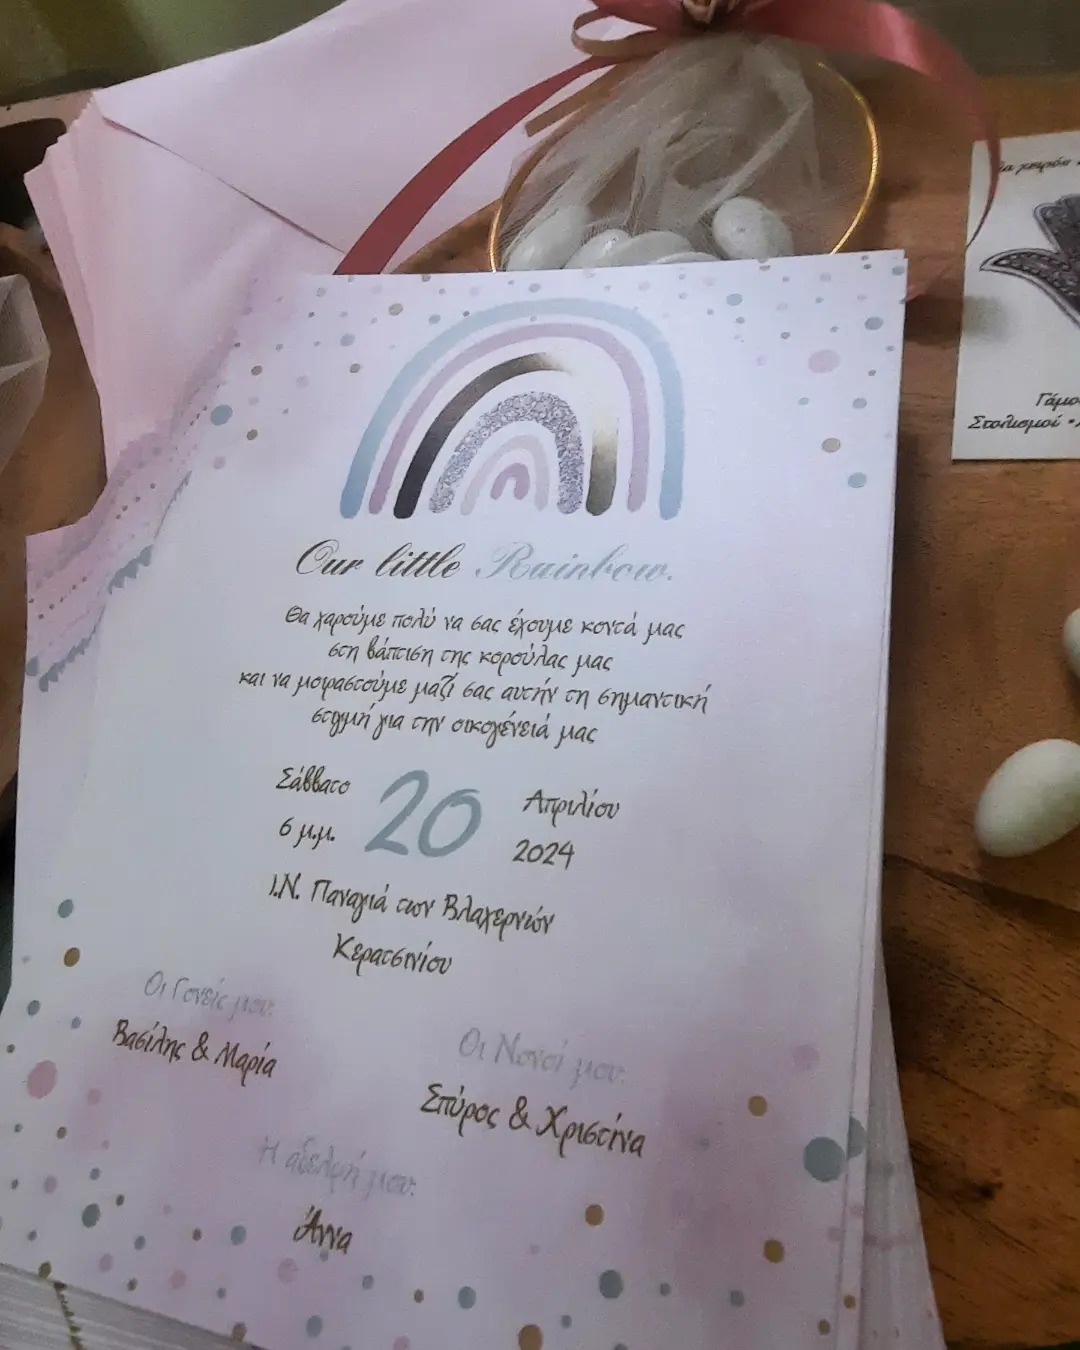 Our little Rainbow.
Θα χαρούμε πολύ να σας έχουμε κοντά μας
στη βάπτιση της κορούλας μας
και να μοιραστούμε μαζί σας αυτήν τη σημαντική
στιγμή για την οικογένειά μας
Σάββατο 20 Απριλίου
6 μ.μ. 2024
Ι.Ν. Παναγιά των Βλαχερνών
Κερατσινίου
Οι Γονείς μου:
Βασίλης & Μαρία
Οι Νονοί μου:
Σπύρος & Χριστίνα
Η αδελφή μου:
Άννα
Στολισμοί •